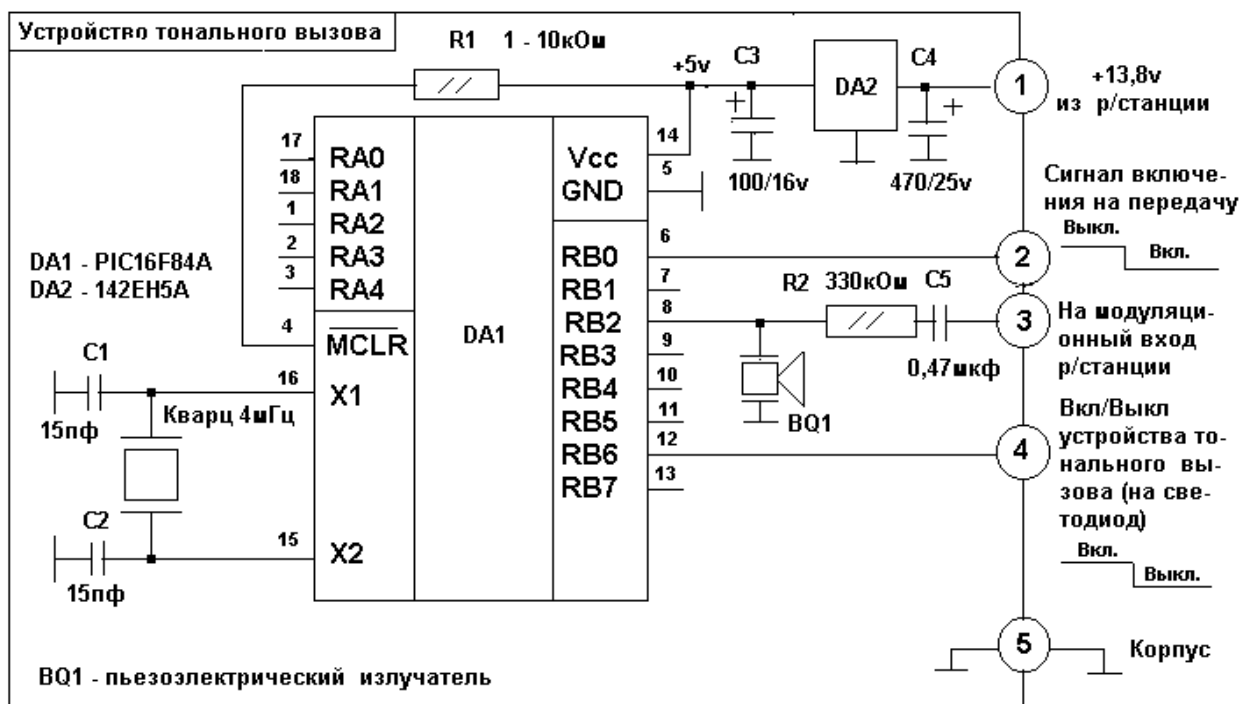 Устройство тонального вызова
R1 1 - 10кОм
+5v
C3
DA2
C4
1
+13,8v
из р/станции
100/16v
470/25v
17
RA0
18
RA1
1
RA2
2
RA3
3
RA4
4
MCLR
16
X1
15
X2
DA1
14
Vcc
5
GND
6
RB0
7
RB1
8
RB2
9
RB3
10
RB4
11
RB5
12
RB6
13
RB7
DA1 - PIC16F84A
DA2 - 142ЕН5А
C1
15пф
Кварц 4мГц
C2
15пф
R2 330кОм C5
0,47мкф
BQ1
Сигнал включе-
ния на передачу
Выкл.
Вкл.
2
3
На модуляци-
онный вход
р/станции
4
Вкл/Выкл
устройства то-
нального вы-
зова (на све-
тодиод)
Вкл.
Выкл.
5
Корпус
BQ1 - пьезоэлектрический излучатель